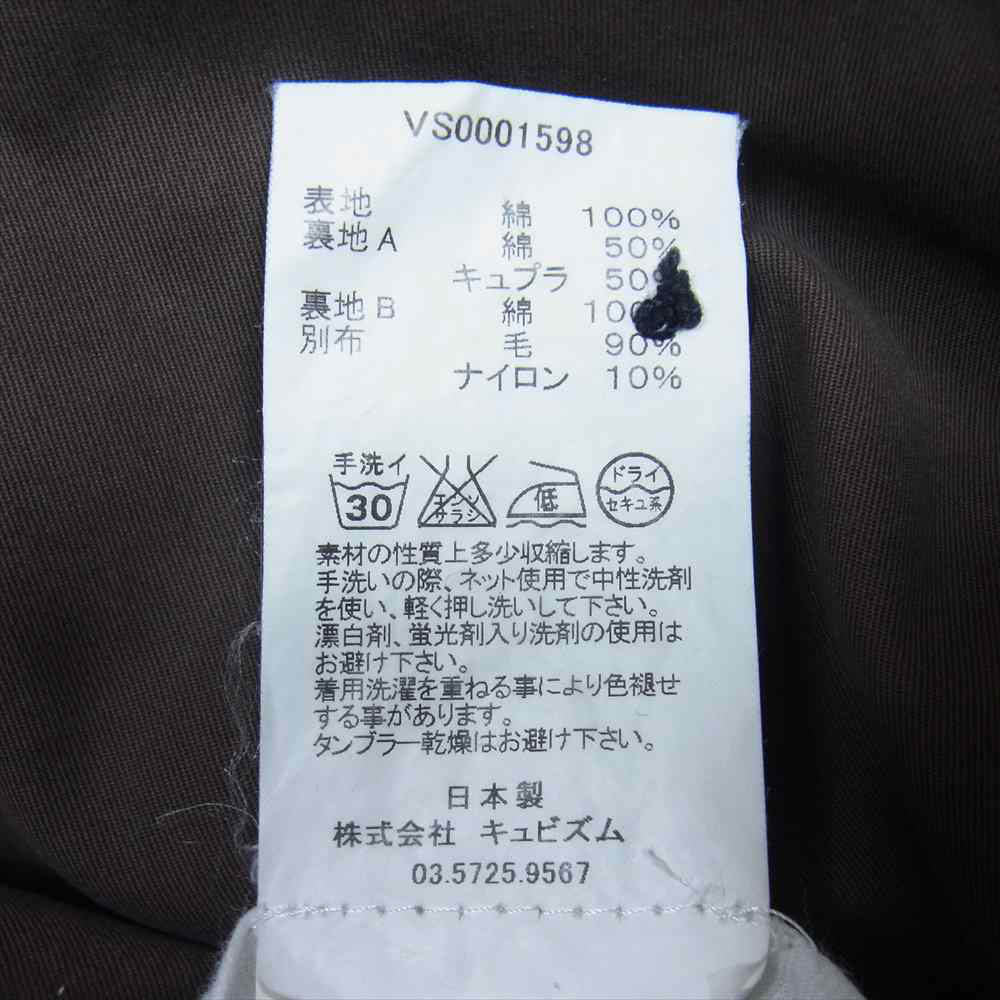 VS0001598
表地 綿 100%
裏地A 綿 50%
キュプラ 50%
裏地B 綿 100%
別布 毛 90%
ナイロン 10%
手洗イ
30 エンソ 低 ドライ
サラシ セキユ系
素材の性質上多少収縮します。
手洗いの際、ネット使用で中性洗剤
を使い、軽く押し洗いして下さい。
漂白剤、蛍光剤入り洗剤の使用は
お避け下さい。
着用洗濯を重ねる事により色褪せ
する事があります。
タンブラー乾燥はお避け下さい。
日本製
株式会社 キュビズム
03.5725.9567